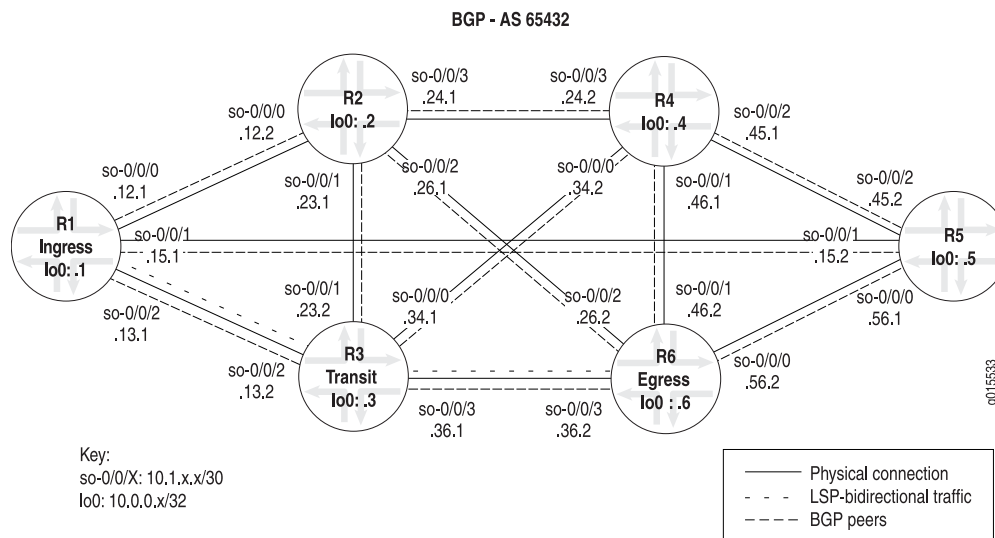 BGP - AS 65432
R1
Ingress
lo0: .1
R2
lo0: .2
R3
Transit
lo0: .3
R4
lo0: .4
R5
lo0: .5
R6
Egress
lo0 : .6
so-0/0/0
.12.1
so-0/0/0
.12.2
so-0/0/3
.24.1
so-0/0/3
.24.2
so-0/0/2
.45.1
so-0/0/2
.45.2
so-0/0/1
.23.1
so-0/0/2
.26.1
so-0/0/0
.34.2
so-0/0/1
.46.1
so-0/0/1
.15.1
so-0/0/1
.15.2
so-0/0/2
.13.1
so-0/0/1
.23.2
so-0/0/0
.34.1
so-0/0/2
.26.2
so-0/0/1
.46.2
so-0/0/0
.56.1
so-0/0/2
.13.2
so-0/0/3
.36.1
so-0/0/3
.36.2
so-0/0/0
.56.2
g015533
Key:
so-0/0/X: 10.1.x.x/30
lo0: 10.0.0.x/32
Physical connection
LSP-bidirectional traffic
BGP peers